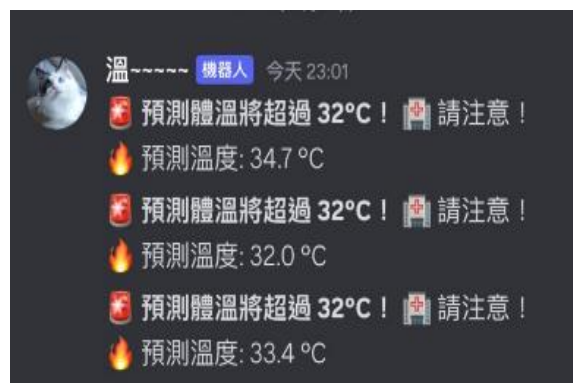 溫~~~~~ 機器人 今天 23:01
🚨 預測體溫將超過 32°C！ 🏥 請注意！
🔥 預測溫度: 34.7 °C
🚨 預測體溫將超過 32°C！ 🏥 請注意！
🔥 預測溫度: 32.0 °C
🚨 預測體溫將超過 32°C！ 🏥 請注意！
🔥 預測溫度: 33.4 °C